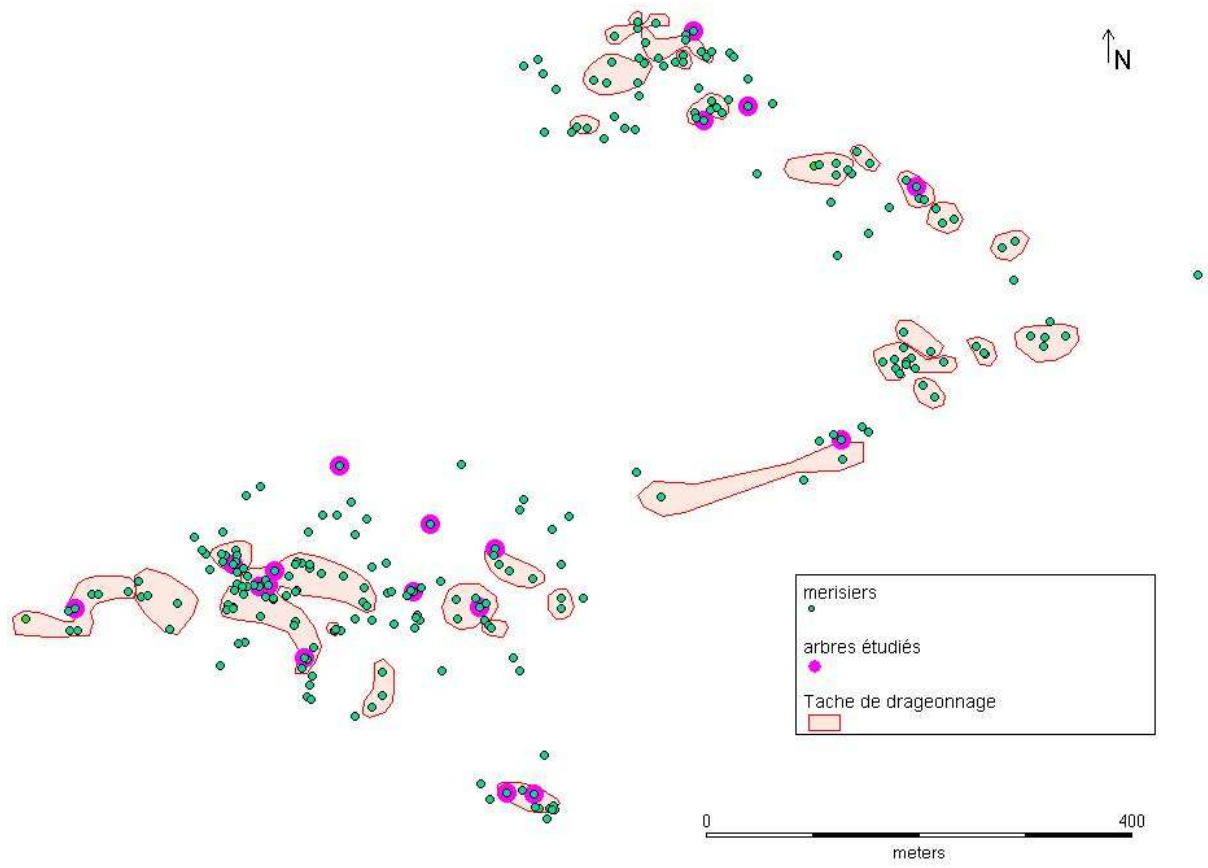 N
merisiers
arbres étudiés
Tache de drageonnage
0 400
meters